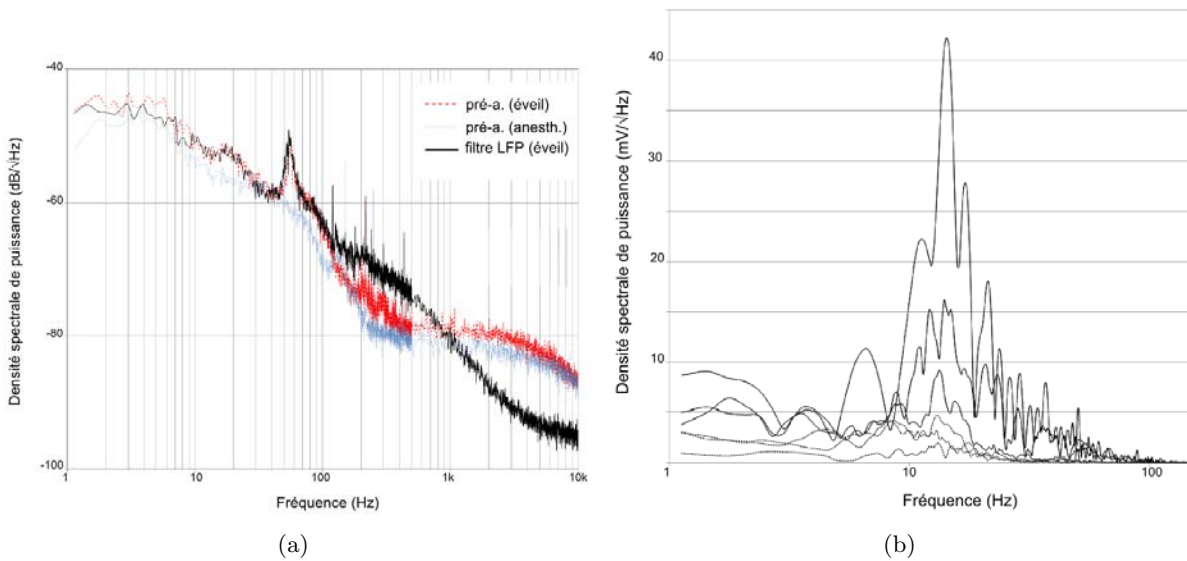 Densité spectrale de puissance (dB/√Hz)
-40
-60
-80
-100
pré-a. (éveil)
pré-a. (anesth.)
filtre LFP (éveil)
1
10
100
1k
10k
Fréquence (Hz)
(a)
Densité spectrale de puissance (mV/√Hz)
40
30
20
10
1
10
100
Fréquence (Hz)
(b)